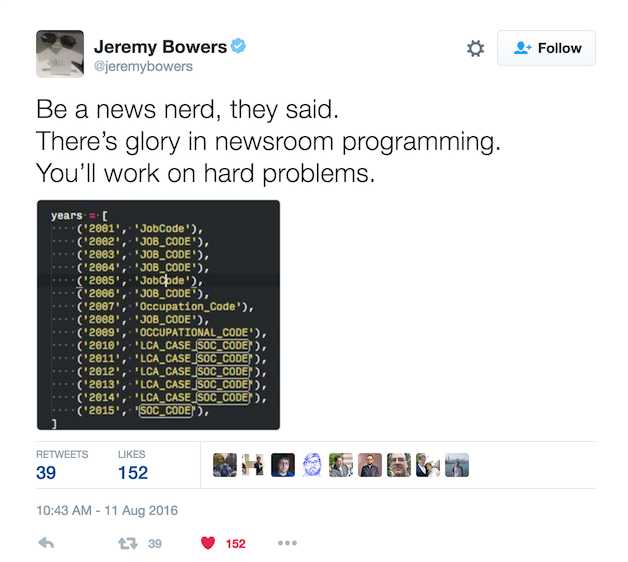 Jeremy Bowers
@jeremybowers
Follow
Be a news nerd, they said.
There's glory in newsroom programming.
You'll work on hard problems.
years = [
('2001', 'JobCode'),
('2002', 'JOB_CODE'),
('2003', 'JOB_CODE'),
('2004', 'JOB_CODE'),
('2005', 'JobCode'),
('2006', 'JOB_CODE'),
('2007', 'Occupation_Code'),
('2008', 'JOB_CODE'),
('2009', 'OCCUPATIONAL_CODE'),
('2010', 'LCA_CASE_SOC_CODE'),
('2011', 'LCA_CASE_SOC_CODE'),
('2012', 'LCA_CASE_SOC_CODE'),
('2013', 'LCA_CASE_SOC_CODE'),
('2014', 'LCA_CASE_SOC_CODE'),
('2015', 'SOC_CODE'),
]
RETWEETS LIKES
39 152
10:43 AM - 11 Aug 2016
39 152